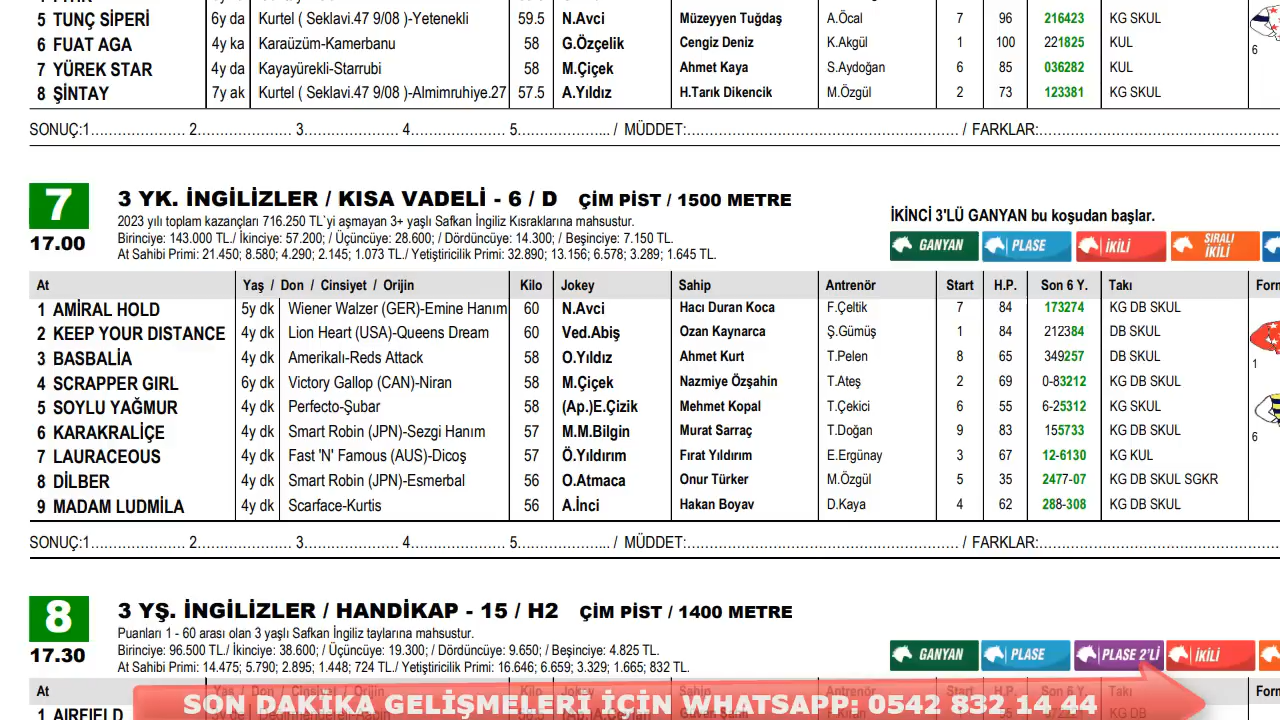 5 TUNÇ SİPERİ 6y da Kurtel ( Seklavi.47 9/08 )-Yetenekli 59.5 N.Avci Müzeyyen Tuğdaş A.Öcal 7 96 216423 KG SKUL
6 FUAT AGA 4y ka Karaüzüm-Kamerbanu 58 G.Özçelik Cengiz Deniz K.Akgül 1 100 221825 KUL
6
7 YÜREK STAR 4y da Kayayürekli-Starrubi 58 M.Çiçek Ahmet Kaya S.Aydoğan 6 85 036282 KUL
8 ŞİNTAY 7y ak Kurtel ( Seklavi.47 9/08 )-Almimruhiye.27 57.5 A.Yıldız H.Tarık Dikencik M.Özgül 2 73 123381 KG SKUL
SONUÇ:1...................... 2...................... 3...................... 4...................... 5...................... / MÜDDET:............................................................... / FARKLAR:........................................................
7 3 YK. İNGİLİZLER / KISA VADELİ - 6 / D ÇİM PİST / 1500 METRE
2023 yılı toplam kazançları 716.250 TL`yi aşmayan 3+ yaşlı Safkan İngiliz Kısraklarına mahsustur.
İKİNCİ 3'LÜ GANYAN bu koşudan başlar.
17.00 Birinciye: 143.000 TL./ İkinciye: 57.200; / Üçüncüye: 28.600; / Dördüncüye: 14.300; / Beşinciye: 7.150 TL.
GANYAN PLASE İKİLİ SIRALI İKİLİ
At Sahibi Primi: 21.450; 8.580; 4.290; 2.145; TL./ Yetiştiricilik Primi: 32.890; 13.156; 6.578; 3.289; 1.645 TL.
At Yaş / Don / Cinsiyet / Orijin Kilo Jokey Sahip Antrenör Start H.P. Son 6 Y. Takı Form
1 AMİRAL HOLD 5y dk Wiener Walzer (GER)-Emine Hanım 60 N.Avci Hacı Duran Koca F.Çeltik 7 84 173274 KG DB SKUL
2 KEEP YOUR DISTANCE 4y dk Lion Heart (USA)-Queens Dream 60 Ved.Abiş Ozan Kaynarca Ş.Gümüş 1 84 212384 DB SKUL
3 BASBALİA 4y dk Amerikalı-Reds Attack 58 O.Yıldız Ahmet Kurt T.Pelen 8 65 349257 DB SKUL
1
4 SCRAPPER GIRL 6y dk Victory Gallop (CAN)-Niran 58 M.Çiçek Nazmiye Özşahin T.Ateş 2 69 0-83212 KG DB SKUL
5 SOYLU YAĞMUR 4y dk Perfecto-Şubar 58 (Ap.)E.Çizik Mehmet Kopal T.Çekici 6 55 6-25312 KG SKUL
6 KARAKRALİÇE 4y dk Smart Robin (JPN)-Sezgi Hanım 57 M.M.Bilgin Murat Sarraç T.Doğan 9 83 155733 KG DB SKUL
6
7 LAURACEOUS 4y dk Fast 'N' Famous (AUS)-Dicoş 57 Ö.Yıldırım Fırat Yıldırım E.Ergünay 3 67 12-6130 KG KUL
8 DİLBER 4y dk Smart Robin (JPN)-Esmerbal 56 O.Atmaca Onur Türker M.Özgül 5 35 2477-07 KG DB SKUL SGKR
9 MADAM LUDMİLA 4y dk Scarface-Kurtis 56 A.İnci Hakan Boyav D.Kaya 4 62 288-308 KG DB SKUL
SONUÇ:1...................... 2...................... 3...................... 4...................... 5...................... / MÜDDET:............................................................... / FARKLAR:........................................................
8 3 YŞ. İNGİLİZLER / HANDİKAP - 15 / H2 ÇİM PİST / 1400 METRE
Puanları 1 - 60 arası olan 3 yaşlı Safkan İngiliz taylarına mahsustur.
17.30 Birinciye: 96.500 TL./ İkinciye: 38.600; / Üçüncüye: 19.300; / Dördüncüye: 9.650; / Beşinciye: 4.825 TL.
GANYAN PLASE PLASE 2'Lİ İKİLİ
At Sahibi Primi: 14.475; 5.790; 2.895; 1.448; 724 TL./ Yetiştiricilik Primi: 16.646; 6.659; 3.329; 1.665; 832 TL.
At Yaş / Don / Cinsiyet / Orijin Kilo Jokey Sahip Antrenör Start H.P. Son 6 Y. Takı Form
SON DAKİKA GELİŞMELERİ İÇİN WHATSAPP: 0542 832 14 44
1 AIRFIELD KG DB